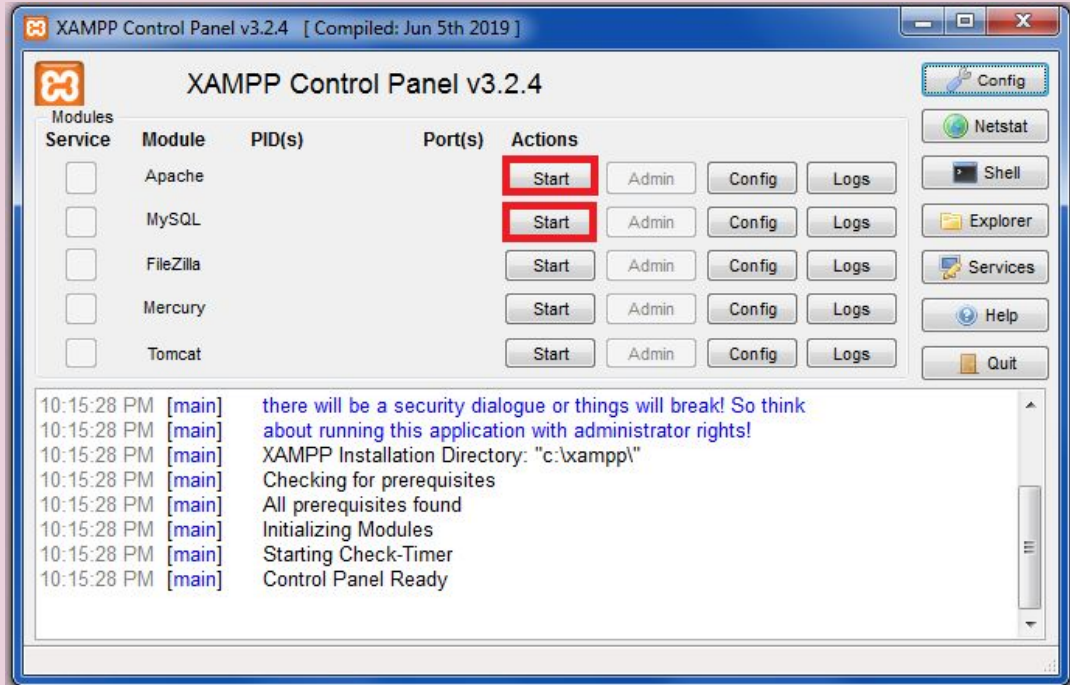 XAMPP Control Panel v3.2.4 [ Compiled: Jun 5th 2019 ]
XAMPP Control Panel v3.2.4
Config
Modules
Service Module PID(s) Port(s) Actions
Netstat
Apache Start Admin Config Logs
Shell
MySQL Start Admin Config Logs
Explorer
FileZilla Start Admin Config Logs
Services
Mercury Start Admin Config Logs
Help
Tomcat Start Admin Config Logs
Quit
10:15:28 PM [main] there will be a security dialogue or things will break! So think
10:15:28 PM [main] about running this application with administrator rights!
10:15:28 PM [main] XAMPP Installation Directory: "c:\xampp\"
10:15:28 PM [main] Checking for prerequisites
10:15:28 PM [main] All prerequisites found
10:15:28 PM [main] Initializing Modules
10:15:28 PM [main] Starting Check-Timer
10:15:28 PM [main] Control Panel Ready